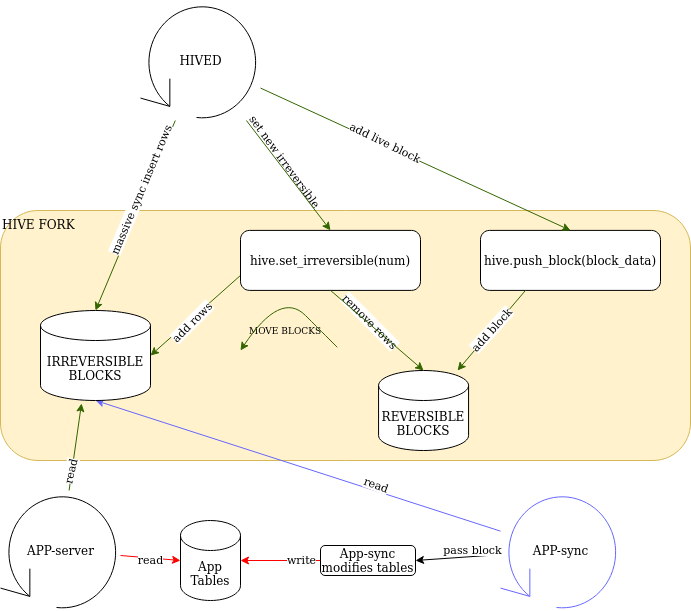 HIVED
massive sync insert rows
set new irreversible
add live block
HIVE FORK
hive.set_irreversible(num)
hive.push_block(block_data)
add rows
MOVE BLOCKS
remove rows
add block
IRREVERSIBLE
BLOCKS
REVERSIBLE
BLOCKS
read
read
APP-server
read
App
Tables
write
App-sync
modifies tables
pass block
APP-sync